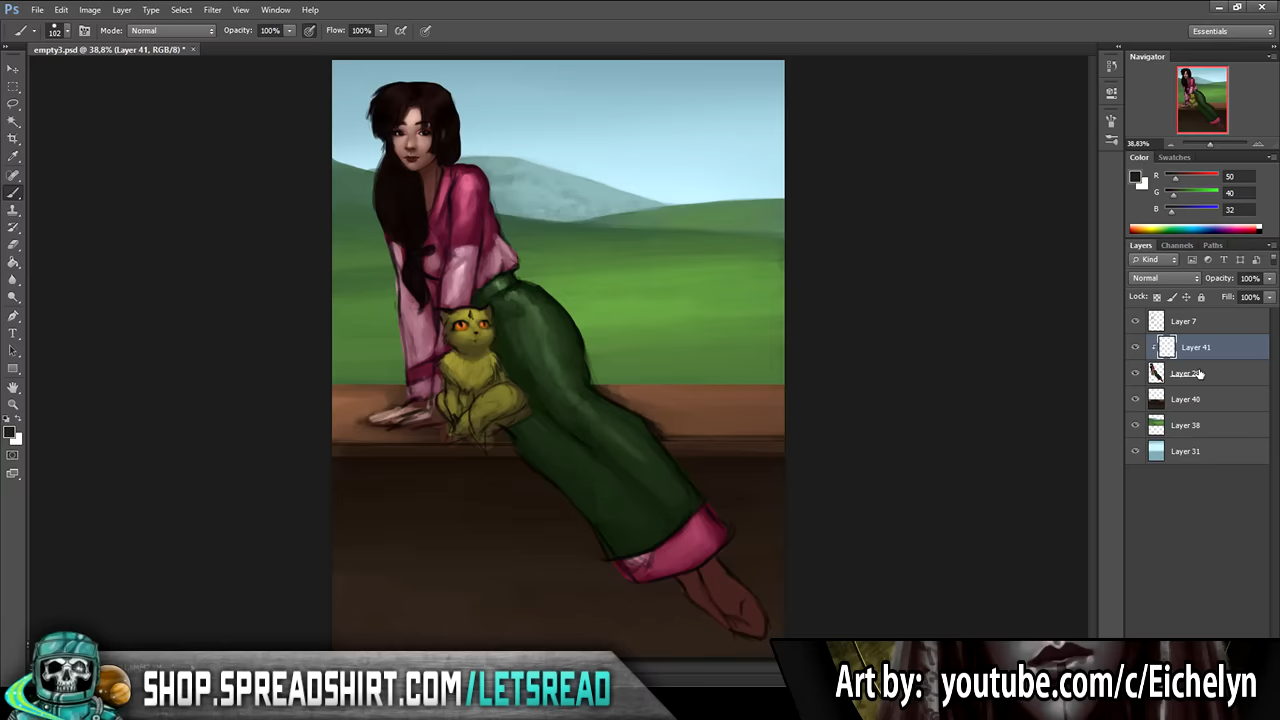 Ps File Edit Image Layer Type Select Filter View Window Help
102 Mode: Normal Opacity: 100% Flow: 100% Essentials
empty3.psd @ 38,8% (Layer 41, RGB/8) * ×
Navigator
38,83%
Color Swatches
R 50
G 40
B 32
Layers Channels Paths
Kind
Normal Opacity: 100%
Lock: Fill: 100%
Layer 7
Layer 41
Layer
Layer 40
Layer 38
Layer 31
SHOP.SPREADSHIRT.COM/LETSREAD
Art by: youtube.com/c/Eichelyn